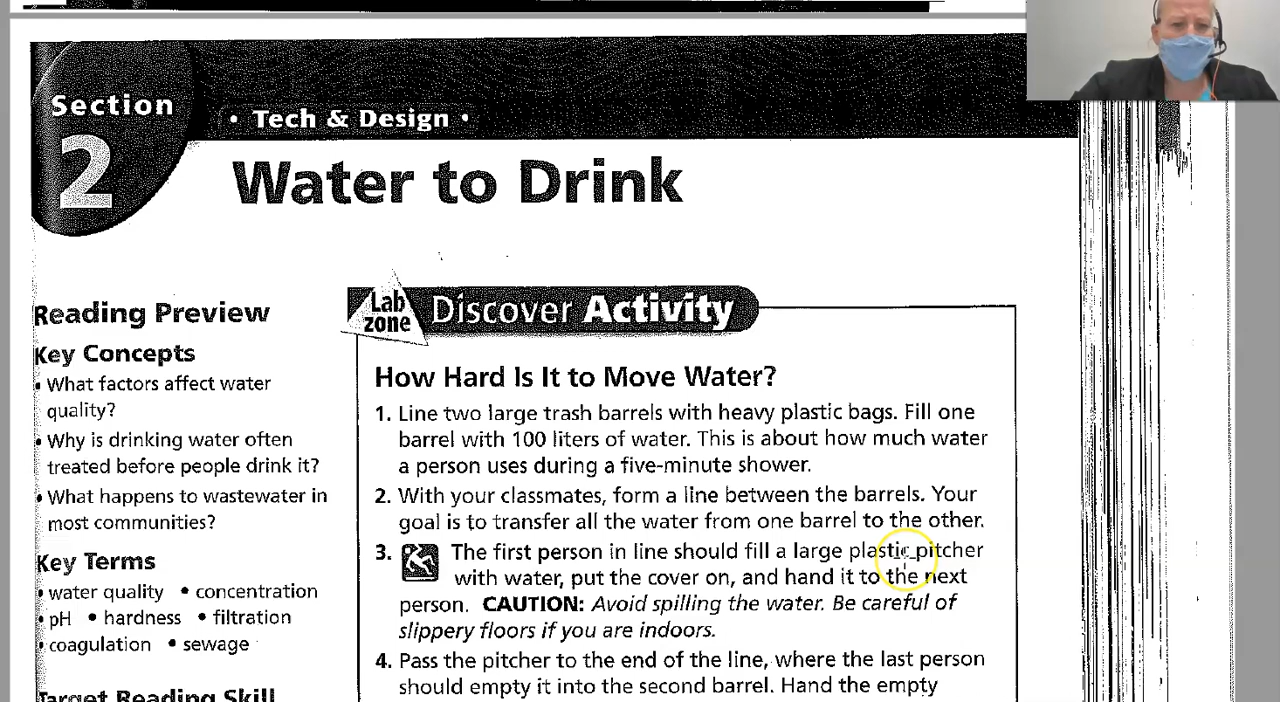 Section
2
• Tech & Design •
Water to Drink
Reading Preview
Key Concepts
• What factors affect water
quality?
• Why is drinking water often
treated before people drink it?
• What happens to wastewater in
most communities?
Key Terms
• water quality • concentration
• pH • hardness • filtration
• coagulation • sewage
Target Reading Skill
Lab
zone
Discover Activity
How Hard Is It to Move Water?
1. Line two large trash barrels with heavy plastic bags. Fill one
barrel with 100 liters of water. This is about how much water
a person uses during a five-minute shower.
2. With your classmates, form a line between the barrels. Your
goal is to transfer all the water from one barrel to the other.
3. The first person in line should fill a large plastic pitcher
with water, put the cover on, and hand it to the next
person. CAUTION: Avoid spilling the water. Be careful of
slippery floors if you are indoors.
4. Pass the pitcher to the end of the line, where the last person
should empty it into the second barrel. Hand the empty